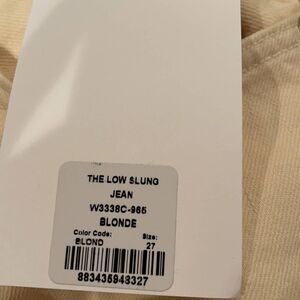 THE LOW SLUNG
JEAN
W3338C-965
BLONDE
Color Code: Size:
BLOND 27
883435943327